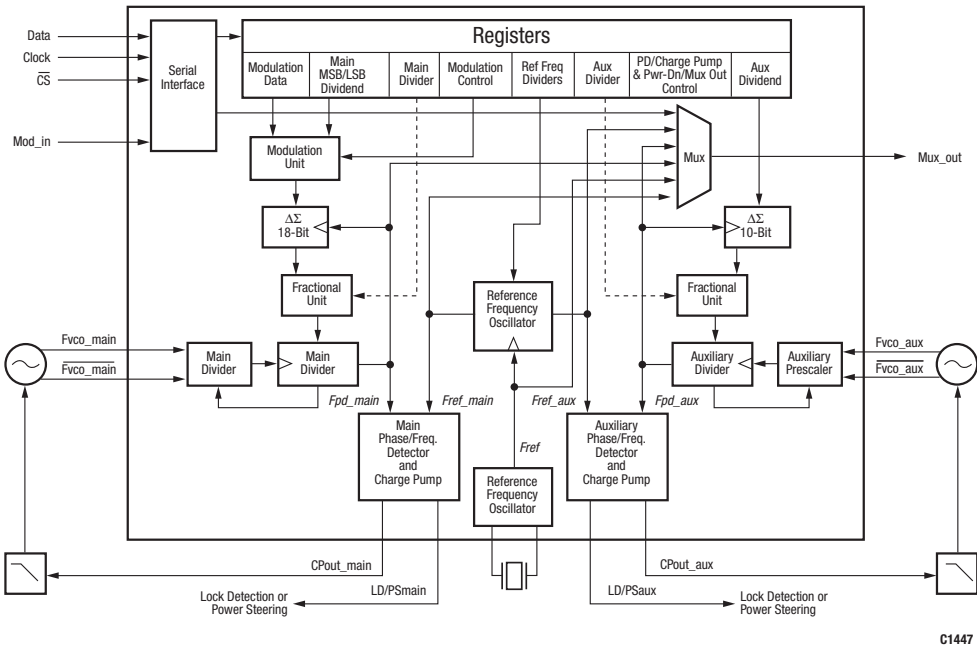 Registers
Data
Clock
CS
Mod_in
Serial
Interface
Modulation
Data
Main
MSB/LSB
Dividend
Main
Divider
Modulation
Control
Ref Freq
Dividers
Aux
Divider
PD/Charge Pump
& Pwr-Dn/Mux Out
Control
Aux
Dividend
Modulation
Unit
Mux
Mux_out
ΔΣ
18-Bit
ΔΣ
10-Bit
Fractional
Unit
Reference
Frequency
Oscillator
Fractional
Unit
Fvco_main
Fvco_main
Main
Divider
Main
Divider
Auxiliary
Divider
Auxiliary
Prescaler
Fvco_aux
Fvco_aux
Fpd_main
Fref_main
Fref_aux
Fpd_aux
Main
Phase/Freq.
Detector
and
Charge Pump
Fref
Auxiliary
Phase/Freq.
Detector
and
Charge Pump
Reference
Frequency
Oscillator
CPout_main
CPout_aux
LD/PSmain
LD/PSaux
Lock Detection or
Power Steering
Lock Detection or
Power Steering
C1447